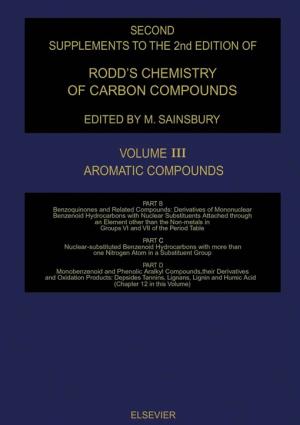 SECOND
SUPPLEMENTS TO THE 2nd EDITION OF
RODD'S CHEMISTRY
OF CARBON COMPOUNDS
EDITED BY M. SAINSBURY
VOLUME III
AROMATIC COMPOUNDS
PART B
Benzoquinones and Related Compounds: Derivatives of Mononuclear
Benzenoid Hydrocarbons with Nuclear Substituents Attached through
an Element other than the Non-metals in
Groups VI and VII of the Periodic Table
PART C
Nuclear-substituted Benzenoid Hydrocarbons with more than
one Nitrogen Atom in a Substituent Group
PART D
Monobenzenoid and Phenolic Aralkyl Compounds,their Derivatives
and Oxidation Products: Depsides Tannins. Lignans, Lignin and Humic Acid
(Chapter 12 in this Volume)
ELSEVIER